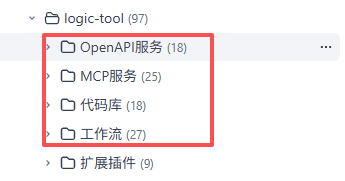 logic-tool (97)
OpenAPI服务 (18)
MCP服务 (25)
代码库 (18)
工作流 (27)
扩展插件 (9)